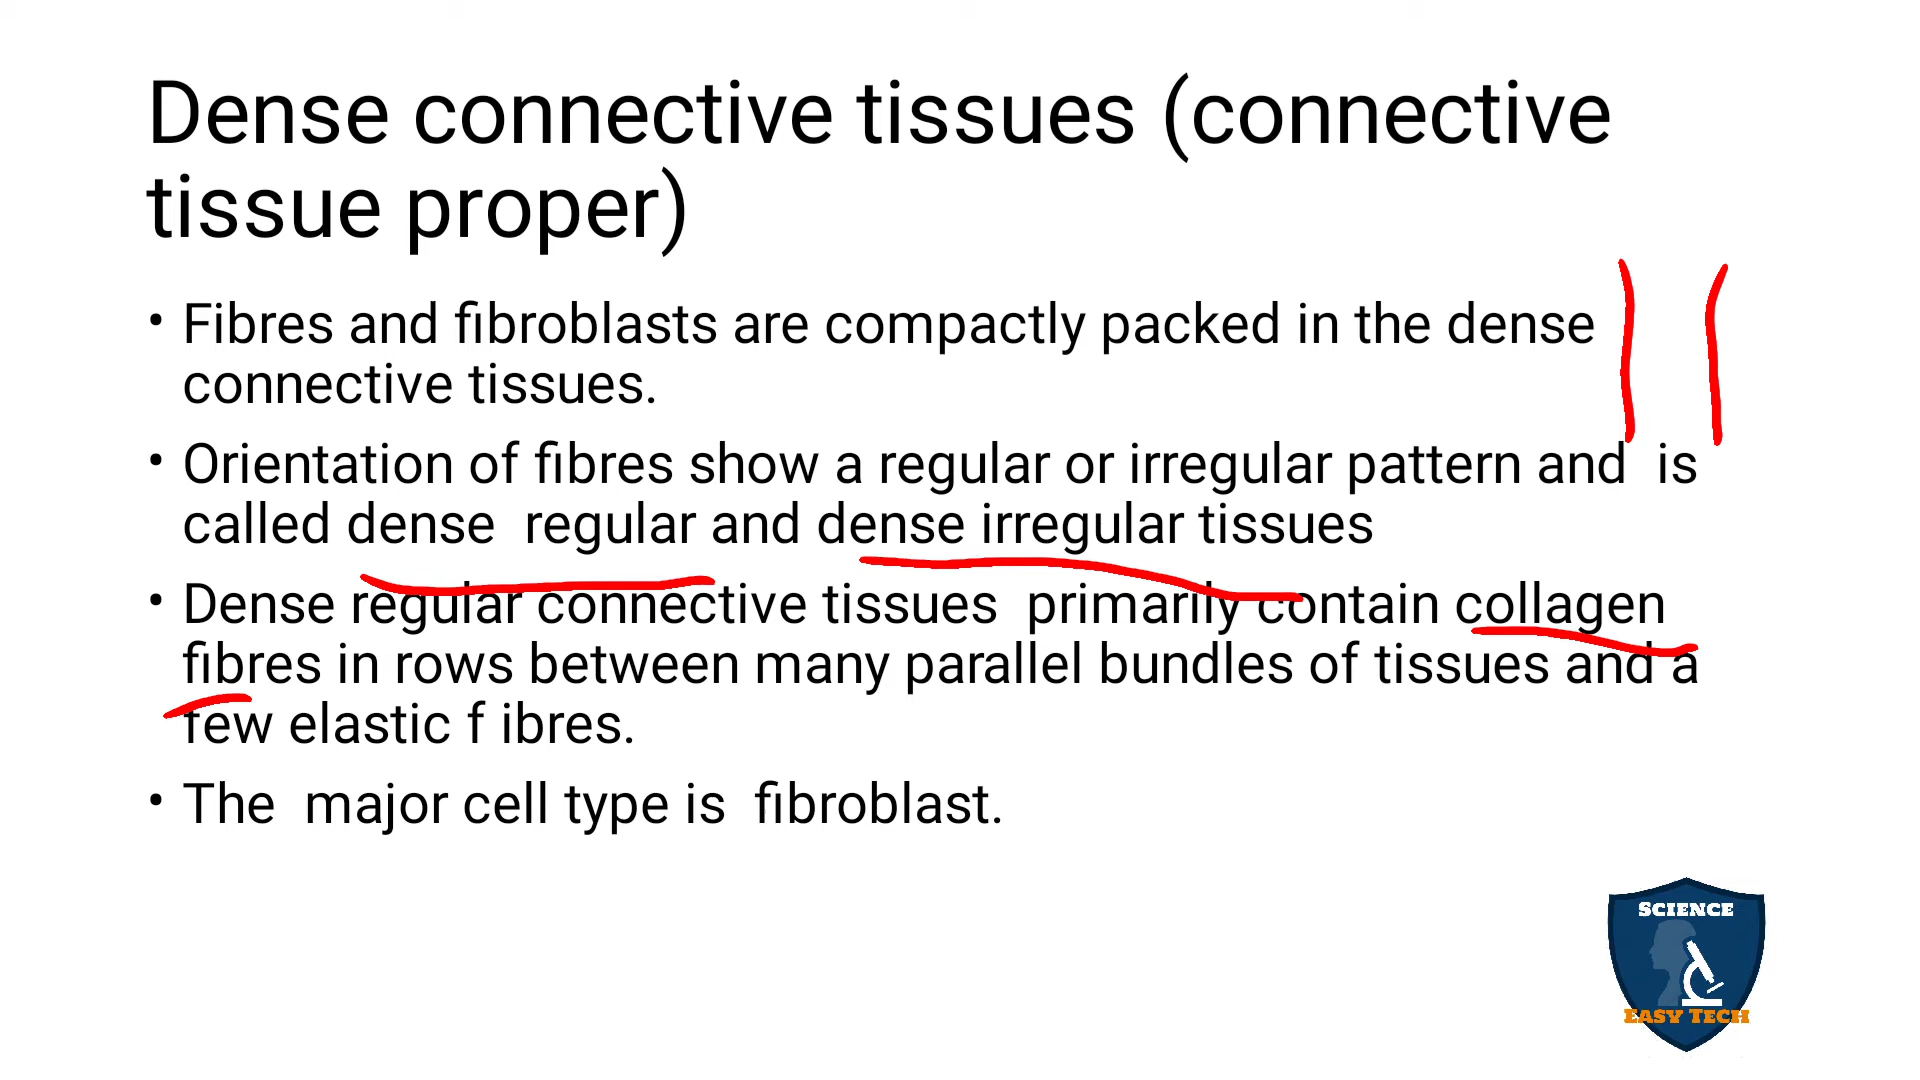 Dense connective tissues (connective
tissue proper)
• Fibres and fibroblasts are compactly packed in the dense
connective tissues.
• Orientation of fibres show a regular or irregular pattern and  is
called dense  regular and dense irregular tissues
• Dense regular connective tissues  primarily contain collagen
fibres in rows between many parallel bundles of tissues and a
few elastic f ibres.
• The  major cell type is  fibroblast.
SCIENCE
EASY TECH